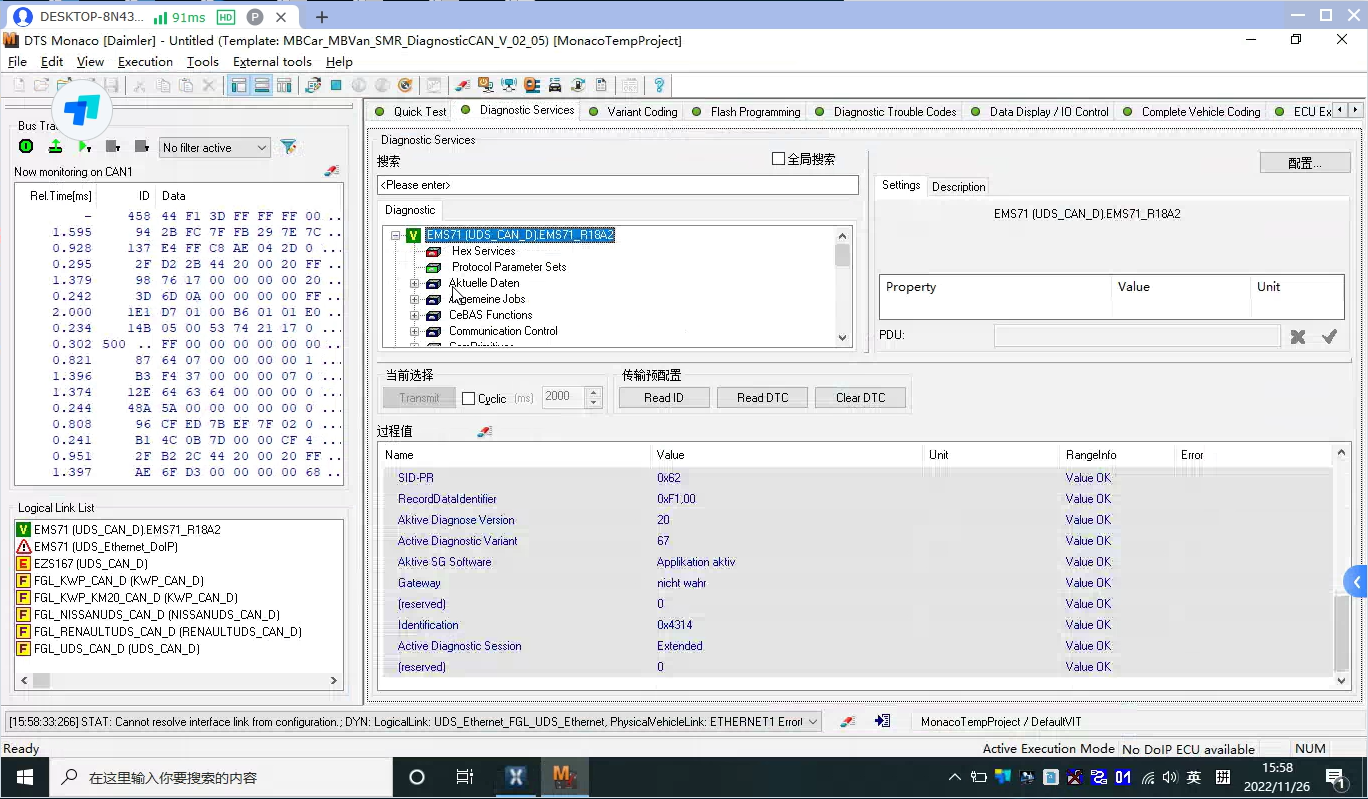 DESKTOP-8N43... 91ms HD P
DTS Monaco [Daimler] - Untitled (Template: MBCar_MBVan_SMR_DiagnosticCAN_V_02_05) [MonacoTempProject]
File Edit View Execution Tools External tools Help
Quick Test Diagnostic Services Variant Coding Flash Programming Diagnostic Trouble Codes Data Display / IO Control Complete Vehicle Coding ECU Ex
Bus Tra
No filter active
Now monitoring on CAN1
Rel.Time[ms] ID Data
– 458 44 F1 3D FF FF FF 00 ..
1.595 94 2B FC 7F FB 29 7E 7C
0.928 137 E4 FF C8 AE 04 2D 0 .
0.295 2F D2 2B 44 20 00 20 FF ..
1.379 98 76 17 00 00 00 00 20 ..
0.242 3D 6D 0A 00 00 00 00 FF ..
2.000 1E1 D7 01 00 B6 01 01 E0 ..
0.234 14B 05 00 53 74 21 17 0 ...
0.302 500 .. FF 00 00 00 00 00 00 ..
0.821 87 64 07 00 00 00 00 1 ...
1.396 B3 F4 37 00 00 00 07 0 ...
1.374 12E 64 63 64 00 00 00 0 ...
0.244 48A 5A 00 00 00 00 00 0 ...
0.808 96 CF ED 7B EF 7F 02 0 ..
0.241 B1 4C 0B 7D 00 00 CF 4 ...
0.951 2F B2 2C 44 20 00 20 FF ..
1.397 AE 6F D3 00 00 00 00 68 ..
Logical Link List
V EMS71 (UDS_CAN_D).EMS71_R18A2
EMS71 (UDS_Ethernet_DoIP)
E EZS167 (UDS_CAN_D)
F FGL_KWP_CAN_D (KWP_CAN_D)
F FGL_KWP_KM20_CAN_D (KWP_CAN_D)
F FGL_NISSANUDS_CAN_D (NISSANUDS_CAN_D)
F FGL_RENAULTUDS_CAN_D (RENAULTUDS_CAN_D)
F FGL_UDS_CAN_D (UDS_CAN_D)
Diagnostic Services
搜索
全局搜索
<Please enter>
Diagnostic
V EMS71 (UDS_CAN_D).EMS71_R18A2
Hex Services
Protocol Parameter Sets
Aktuelle Daten
Allgemeine Jobs
CeBAS Functions
Communication Control
ComPrimitives
配置...
Settings Description
EMS71 (UDS_CAN_D).EMS71_R18A2
Property Value Unit
PDU:
当前选择
Transmit Cyclic (ms) 2000
传输预配置
Read ID Read DTC Clear DTC
过程值
Name Value Unit RangeInfo Error
SID-PR 0x62 Value OK
RecordDataIdentifier 0xF1,00 Value OK
Aktive Diagnose Version 20 Value OK
Active Diagnostic Variant 67 Value OK
Aktive SG Software Applikation aktiv Value OK
Gateway nicht wahr Value OK
(reserved) 0 Value OK
Identification 0x4314 Value OK
Active Diagnostic Session Extended Value OK
(reserved) 0 Value OK
[15:58:33:266] STAT: Cannot resolve interface link from configuration.; DYN: LogicalLink: UDS_Ethernet_FGL_UDS_Ethernet, PhysicalVehicleLink: ETHERNET1 Error(
MonacoTempProject / DefaultVIT
Ready
Active Execution Mode No DoIP ECU available NUM
在这里输入你要搜索的内容
01 英 拼
15:58
2022/11/26
1